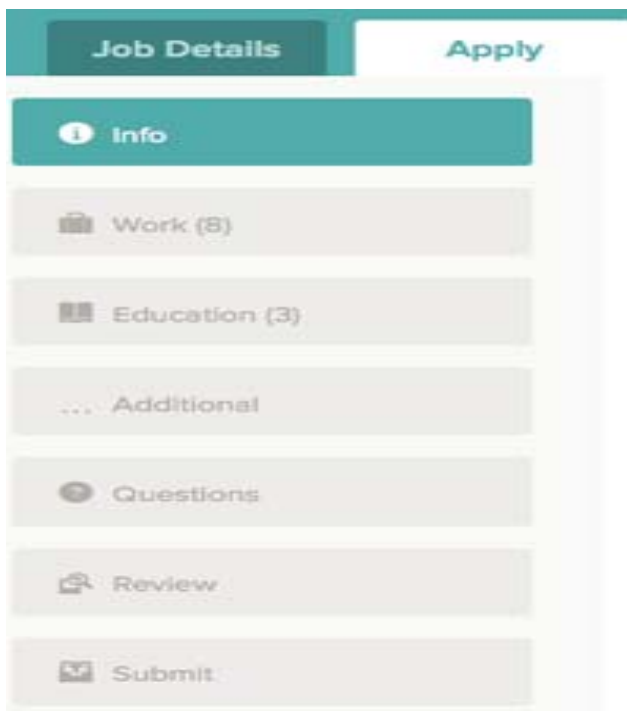 Job Details Apply
Info
Work (8)
Education (3)
... Additional
Questions
Review
Submit